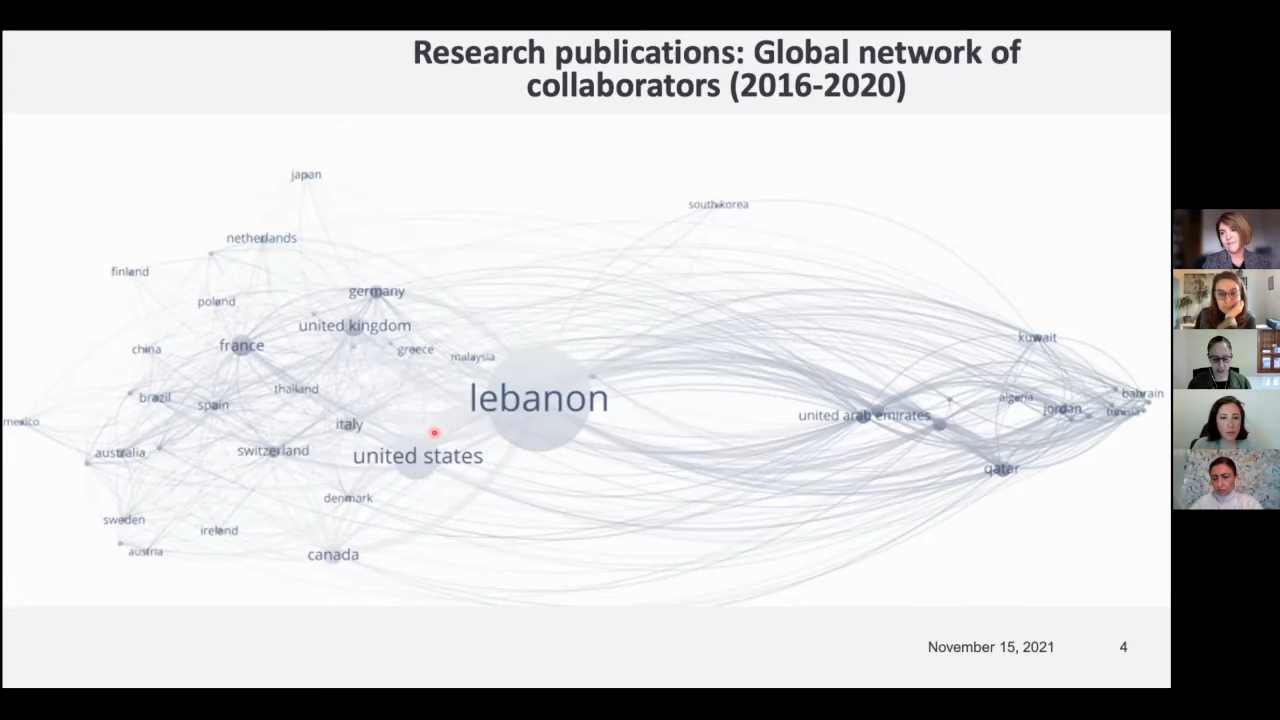 Research publications: Global network of
collaborators (2016-2020)
japan
south korea
netherlands
finland
germany
poland
united kingdom
kuwait
france
greece
china
malaysia
thailand
bahrain
brazil
lebanon
algeria
spain
jordan
tunisia
united arab emirates
mexico
italy
switzerland
australia
united states
qatar
denmark
sweden
ireland
austria
canada
November 15, 2021
4